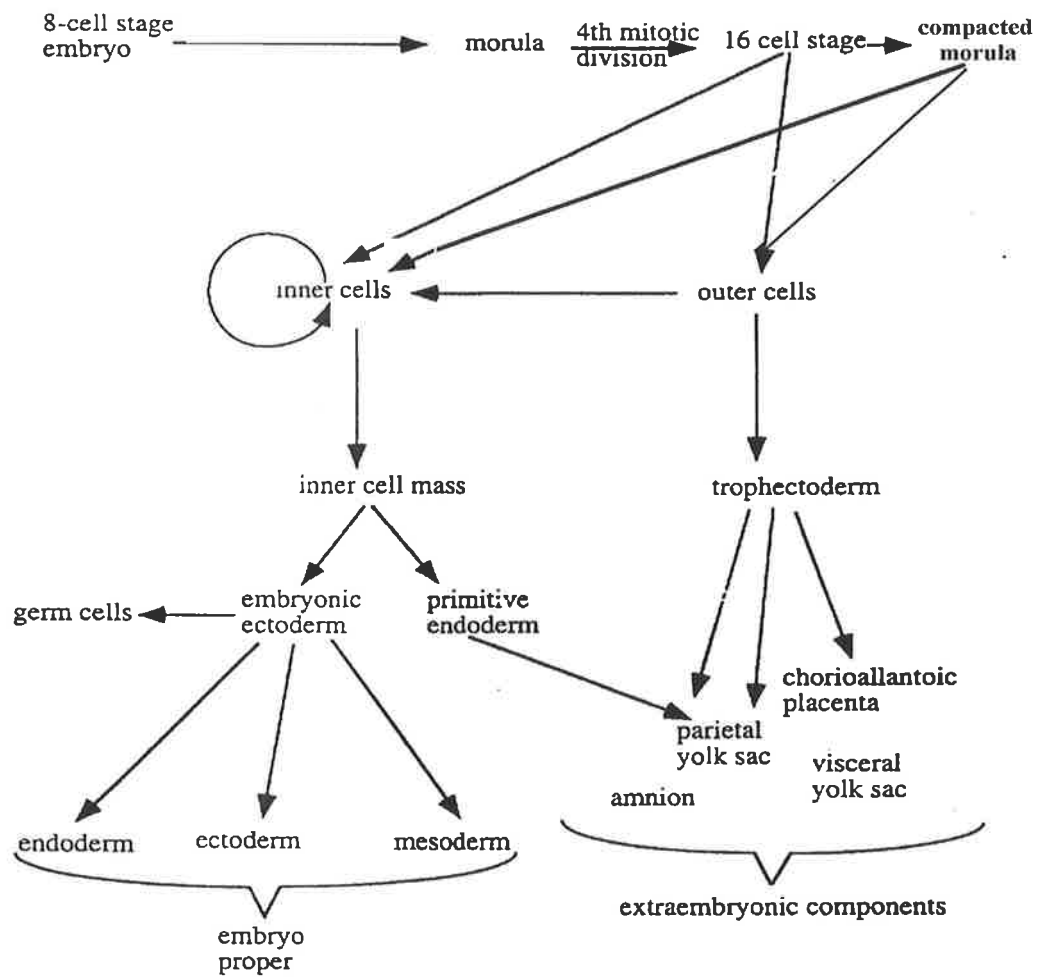 8-cell stage
embryo
morula
4th mitotic
division
16 cell stage
compacted
morula
inner cells
outer cells
inner cell mass
trophectoderm
germ cells
embryonic
ectoderm
primitive
endoderm
chorioallantoic
placenta
parietal
yolk sac
visceral
yolk sac
amnion
endoderm
ectoderm
mesoderm
extraembryonic components
embryo
proper